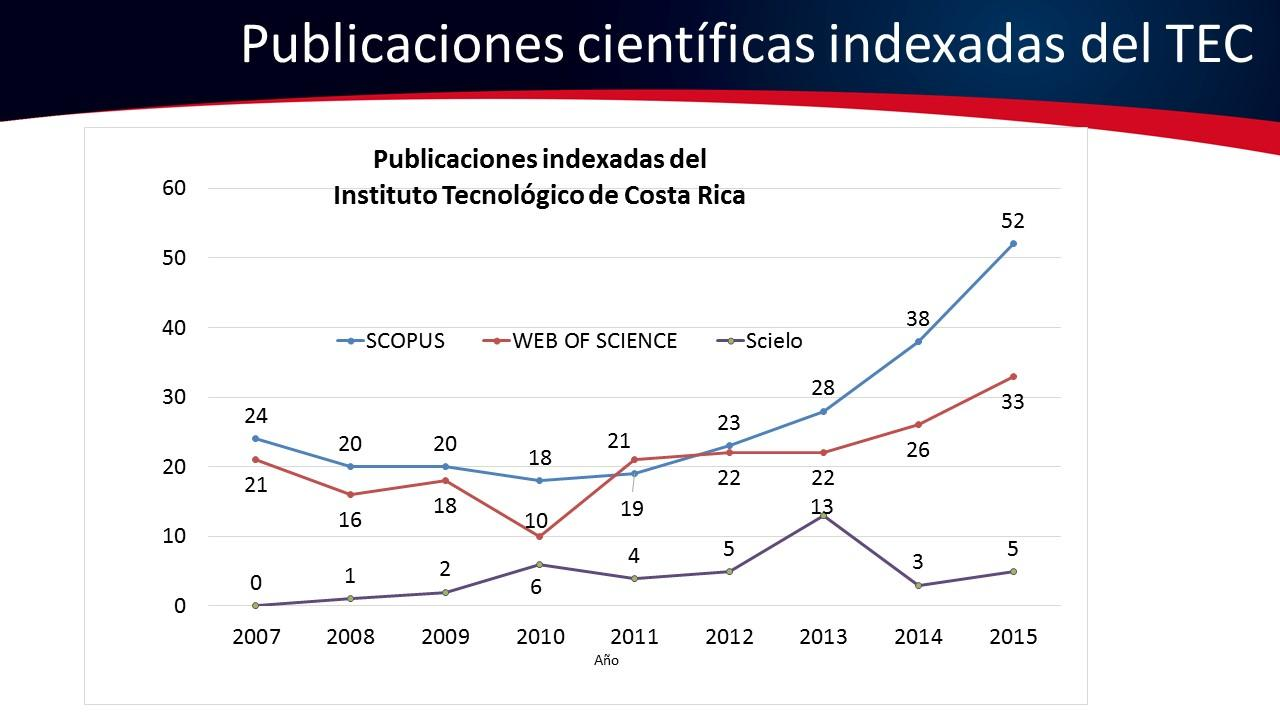 Publicaciones científicas indexadas del TEC
Publicaciones indexadas del
Instituto Tecnológico de Costa Rica
60
50
40
30
20
10
0
SCOPUS WEB OF SCIENCE Scielo
24 20 20 18 19 23 28 38 52
21 16 18 10 21 22 22 26 33
0 1 2 6 4 5 13 3 5
2007 2008 2009 2010 2011 2012 2013 2014 2015
Año